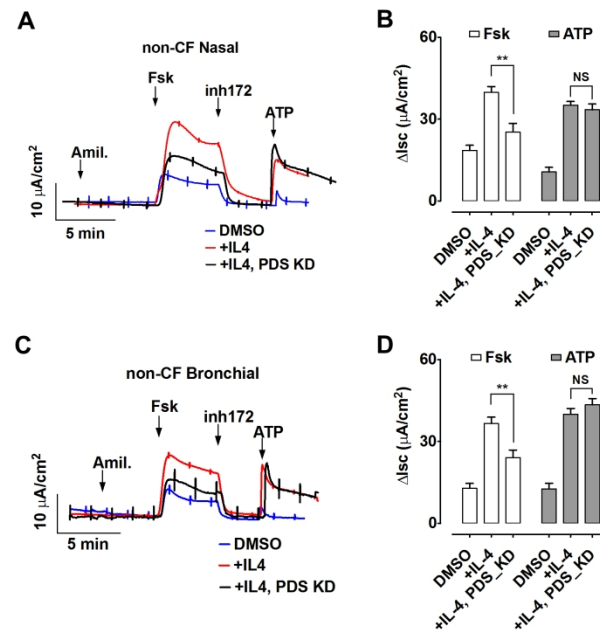 A
non-CF Nasal
Fsk
inh172
ATP
Amil.
10 µA/cm²
5 min
DMSO
+IL4
+IL4, PDS KD
B
Fsk
ATP
60
**
NS
30
0
ΔIsc (µA/cm²)
DMSO
+IL-4
+IL-4, PDS_KD
DMSO
+IL-4
+IL-4, PDS_KD
C
non-CF Bronchial
Fsk
inh172
ATP
Amil.
10 µA/cm²
5 min
DMSO
+IL4
+IL4, PDS KD
D
Fsk
ATP
60
**
NS
30
0
ΔIsc (µA/cm²)
DMSO
+IL-4
+IL-4, PDS_KD
DMSO
+IL-4
+IL-4, PDS_KD